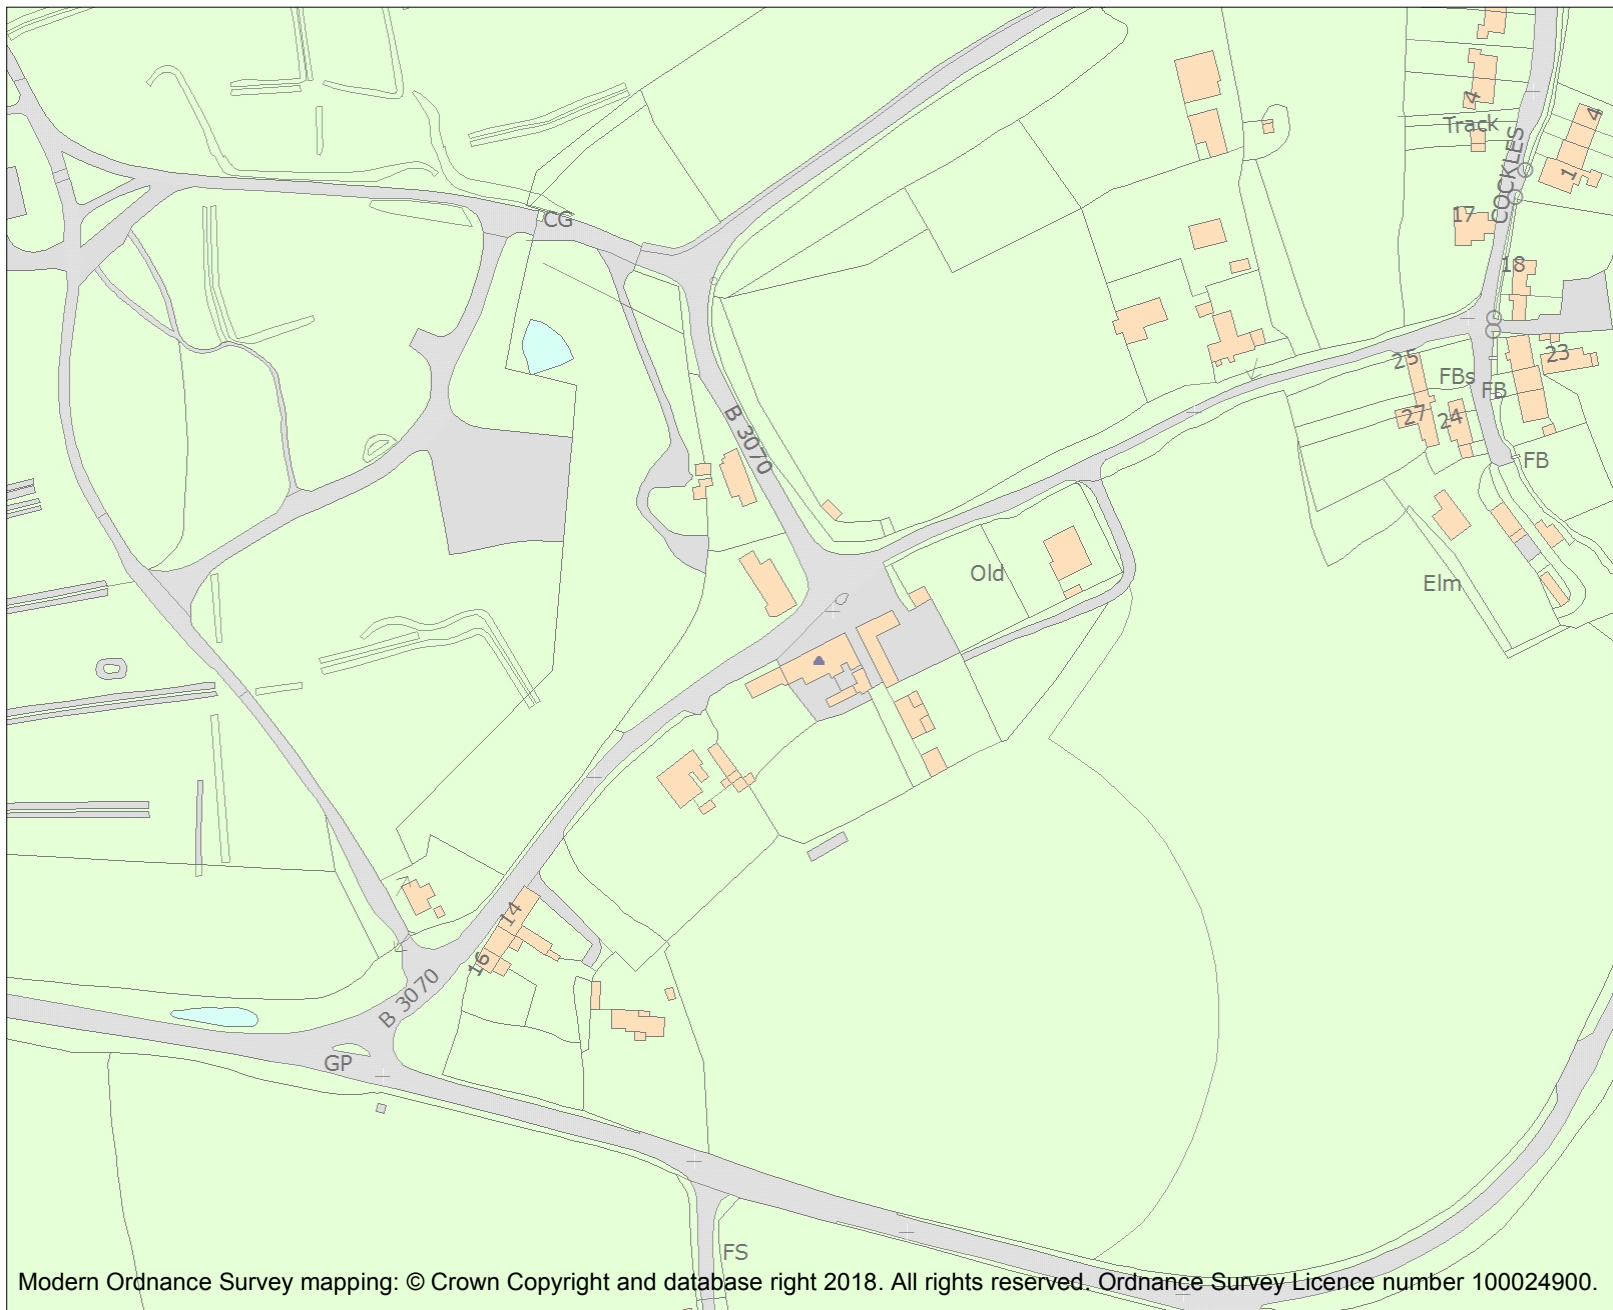 4
Track
COCKLES
4
1
17
CG
18
23
25
FBs
FB
B 3070
27
24
FB
Old
Elm
14
16
B 3070
GP
FS
Modern Ordnance Survey mapping: © Crown Copyright and database right 2018. All rights reserved. Ordnance Survey Licence number 100024900.